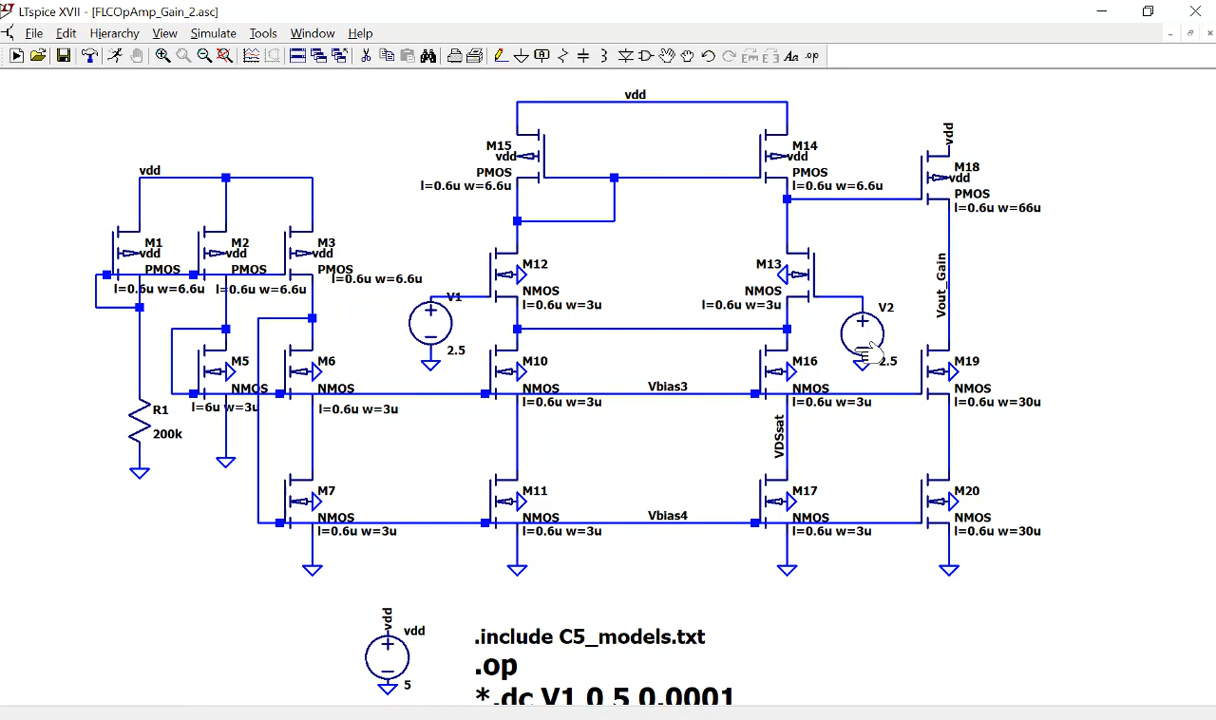 LTspice XVII - [FLCOpAmp_Gain_2.asc]
File Edit Hierarchy View Simulate Tools Window Help
vdd
M15
vdd
PMOS
l=0.6u w=6.6u
M14
vdd
PMOS
l=0.6u w=6.6u
vdd
M18
vdd
PMOS
l=0.6u w=66u
vdd
M1
vdd
PMOS
l=0.6u w=6.6u
M2
vdd
PMOS
l=0.6u w=6.6u
M3
vdd
PMOS
l=0.6u w=6.6u
M12
NMOS
l=0.6u w=3u
M13
NMOS
l=0.6u w=3u
Vout_Gain
V1
2.5
V2
2.5
M5
NMOS
l=6u w=3u
M6
NMOS
l=0.6u w=3u
M10
NMOS
l=0.6u w=3u
Vbias3
M16
NMOS
l=0.6u w=3u
M19
NMOS
l=0.6u w=30u
R1
200k
VDSsat
M7
NMOS
l=0.6u w=3u
M11
NMOS
l=0.6u w=3u
Vbias4
M17
NMOS
l=0.6u w=3u
M20
NMOS
l=0.6u w=30u
vdd
vdd
5
.include C5_models.txt
.op
*.dc V1 0 5 0.0001